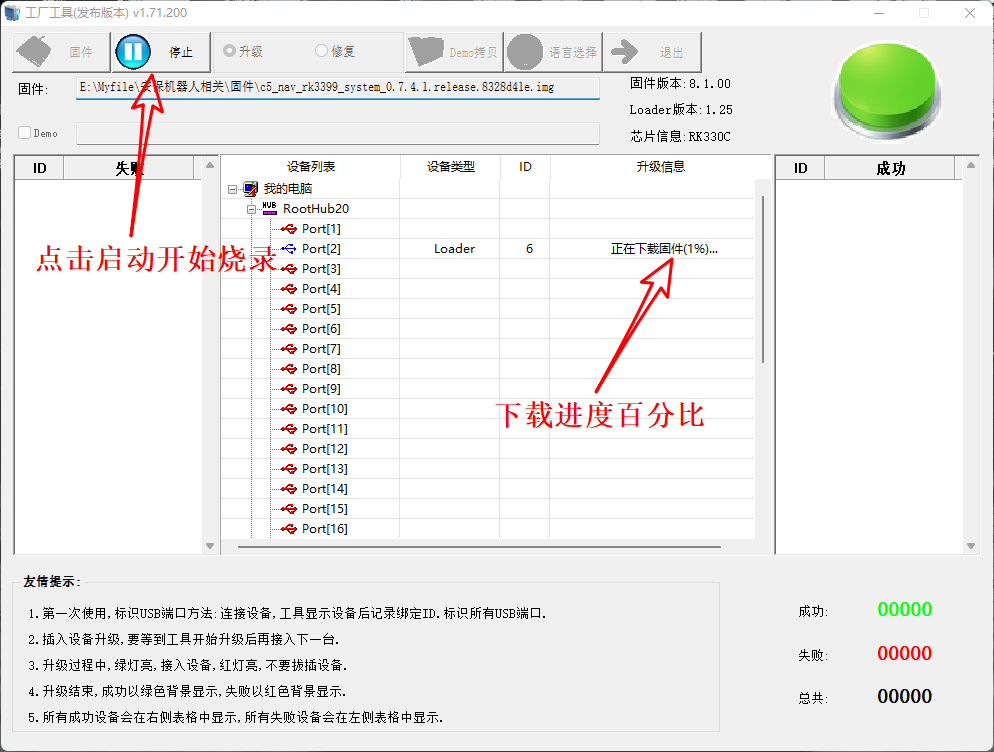 工厂工具(发布版本) v1.71.200
固件 停止 升级 修复 Demo拷贝 语言选择 退出
固件: E:\Myfile\安保机器人相关\固件\c5_nav_rk3399_system_0.7.4.1.release.8328d41e.img
固件版本:8.1.00
Loader版本:1.25
Demo
芯片信息:RK330C
ID 失败
设备列表 设备类型 ID 升级信息
ID 成功
我的电脑
HUB RootHub20
Port[1]
Port[2] Loader 6 正在下载固件(1%)...
点击启动开始烧录
Port[3]
Port[4]
Port[5]
Port[6]
Port[7]
Port[8]
Port[9]
Port[10]
下载进度百分比
Port[11]
Port[12]
Port[13]
Port[14]
Port[15]
Port[16]
友情提示:
1.第一次使用,标识USB端口方法:连接设备,工具显示设备后记录绑定ID.标识所有USB端口.
2.插入设备升级,要等到工具开始升级后再接入下一台.
3.升级过程中,绿灯亮,接入设备,红灯亮,不要拔插设备.
4.升级结束,成功以绿色背景显示,失败以红色背景显示.
5.所有成功设备会在右侧表格中显示,所有失败设备会在左侧表格中显示.
成功: 00000
失败: 00000
总共: 00000